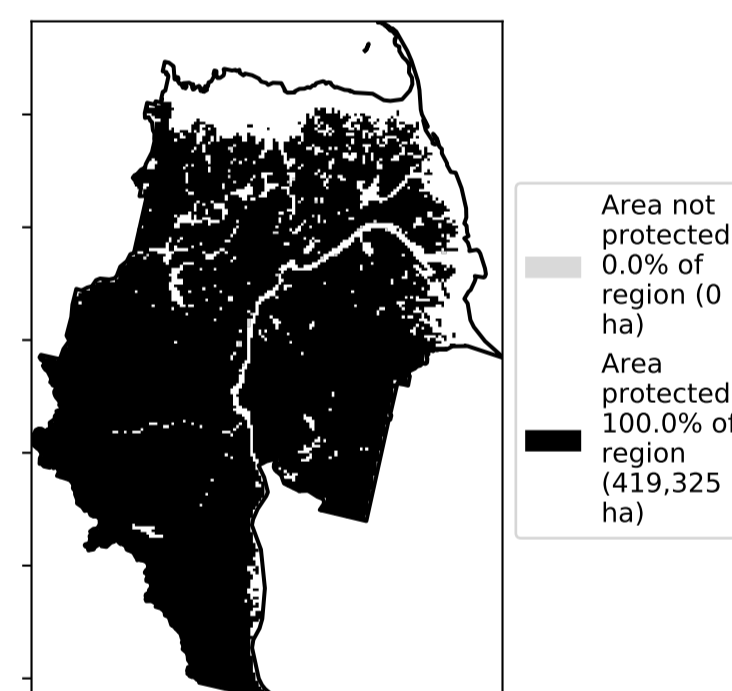 Area not
protected
0.0% of
region (0
ha)
Area
protected
100.0% of
region
(419,325
ha)